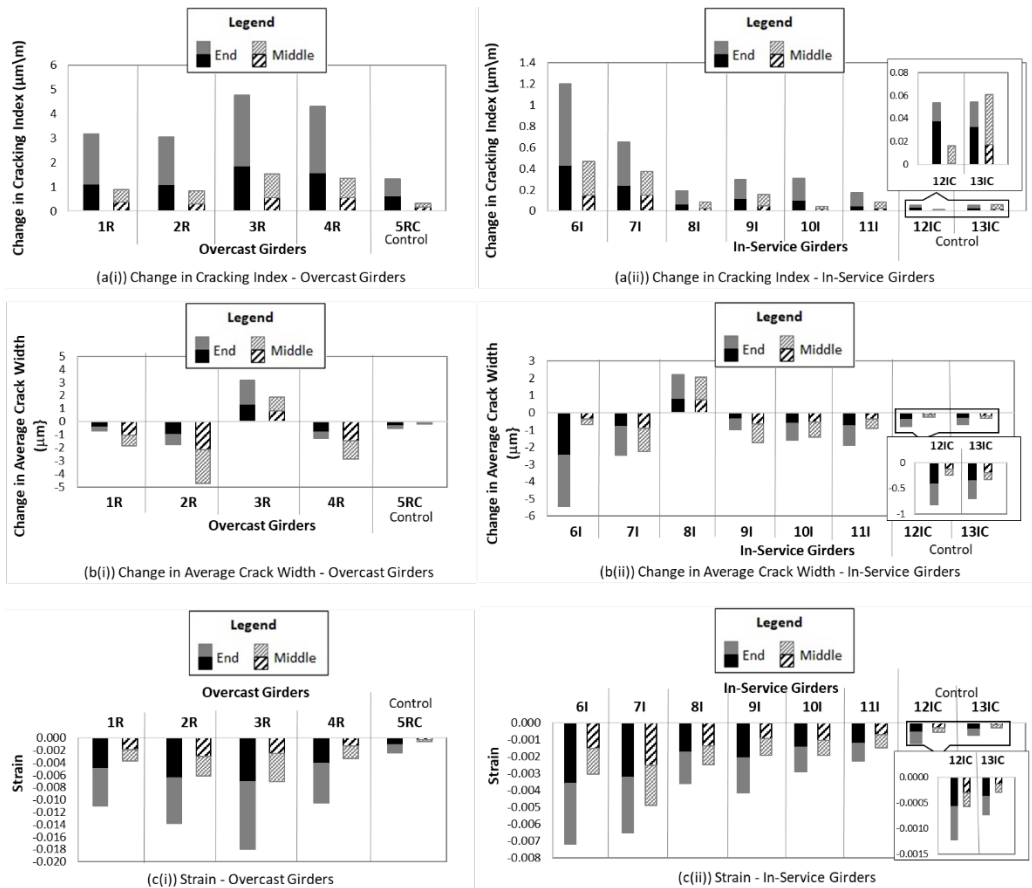 Legend
End Middle
Change in Cracking Index (µm\m)
6
5
4
3
2
1
0
1R 2R 3R 4R 5RC
Overcast Girders Control
(a(i)) Change in Cracking Index - Overcast Girders
Legend
End Middle
Change in Cracking Index (µm\m)
1.4
1.2
1
0.8
0.6
0.4
0.2
0
0.08
0.06
0.04
0.02
0
12IC 13IC
6I 7I 8I 9I 10I 11I 12IC 13IC
In-Service Girders Control
(a(ii)) Change in Cracking Index - In-Service Girders
Legend
End Middle
Change in Average Crack Width
(µm}
5
4
3
2
1
0
-1
-2
-3
-4
-5
1R 2R 3R 4R 5RC
Overcast Girders Control
(b(i)) Change in Average Crack Width - Overcast Girders
Legend
End Middle
Change in Average Crack Width
(µm}
3
2
1
0
-1
-2
-3
-4
-5
-6
12IC 13IC
0
-0.5
-1
6I 7I 8I 9I 10I 11I 12IC 13IC
In-Service Girders
Control
(b(ii)) Change in Average Crack Width - In-Service Girders
Legend
End Middle
Overcast Girders Control
1R 2R 3R 4R 5RC
Strain
0.000
-0.002
-0.004
-0.006
-0.008
-0.010
-0.012
-0.014
-0.016
-0.018
-0.020
(c(i)) Strain - Overcast Girders
Legend
End Middle
In-Service Girders Control
6I 7I 8I 9I 10I 11I 12IC 13IC
Strain
0.000
-0.001
-0.002
-0.003
-0.004
-0.005
-0.006
-0.007
-0.008
12IC 13IC
0.0000
-0.0005
-0.0010
-0.0015
(c(ii)) Strain - In-Service Girders